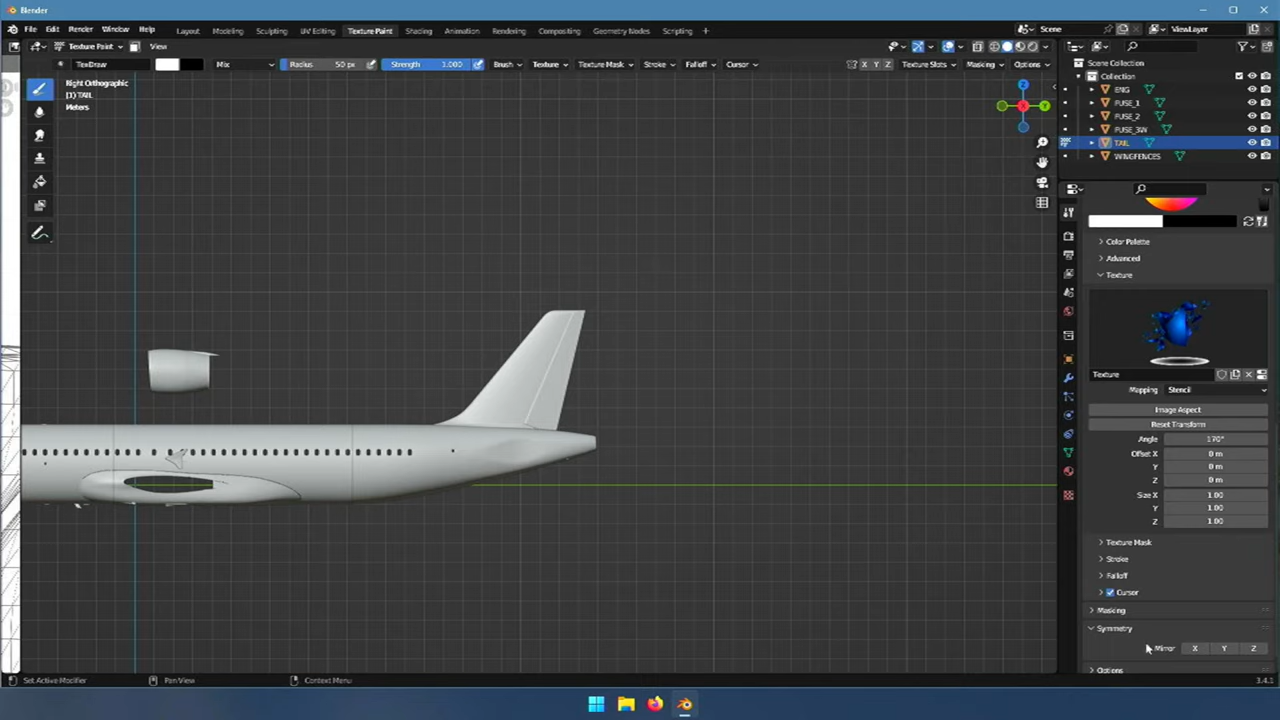 Blender
File Edit Render Window Help Layout Modeling Sculpting UV Editing Texture Paint Shading Animation Rendering Compositing Geometry Nodes Scripting + Scene ViewLayer
Texture Paint View
TexDraw Mix Radius 50 px Strength 1.000 Brush Texture Texture Mask Stroke Falloff Cursor X Y Z Texture Slots Masking Options
Right Orthographic
(1) TAIL
Meters
Z
X
Y
Scene Collection
Collection
ENG
FUSE_1
FUSE_2
FUSE_3W
TAIL
WINGFENCES
Color Palette
Advanced
Texture
Texture
Mapping Stencil
Image Aspect
Reset Transform
Angle 170°
Offset X 0 m
Y 0 m
Z 0 m
Size X 1.00
Y 1.00
Z 1.00
Texture Mask
Stroke
Falloff
Cursor
Masking
Symmetry
Mirror X Y Z
Options
Set Active Modifier Pan View Context Menu 3.4.1